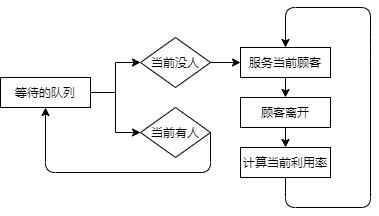 当前没人
服务当前顾客
等待的队列
顾客离开
当前有人
计算当前利用率